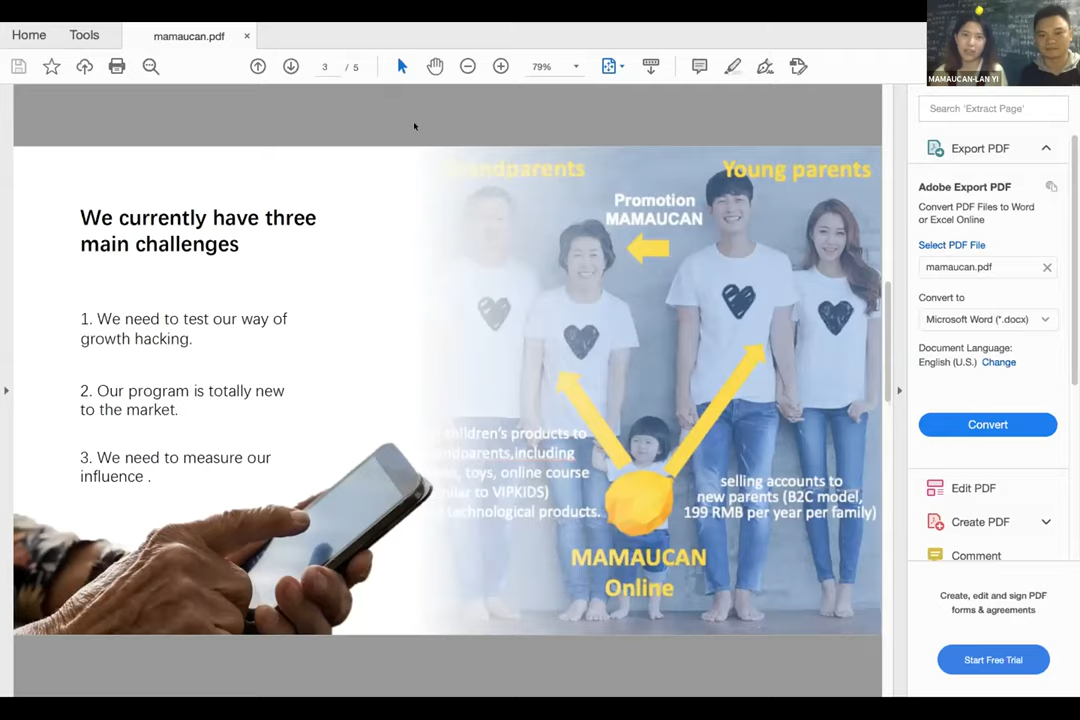 Home
Tools
mamaucan.pdf
3 / 5
79%
MAMAUCAN-LAN YI
Search 'Extract Page'
Export PDF
Adobe Export PDF
Convert PDF Files to Word
or Excel Online
Select PDF File
mamaucan.pdf
Convert to
Microsoft Word (*.docx)
Document Language:
English (U.S.) Change
Convert
Edit PDF
Create PDF
Comment
Create, edit and sign PDF
forms & agreements
Start Free Trial
We currently have three
main challenges
1. We need to test our way of
growth hacking.
2. Our program is totally new
to the market.
3. We need to measure our
influence .
Young parents
Promotion
MAMAUCAN
children's products to
including
toys, online course
to VIPKIDS)
technological products.
selling accounts to
new parents (B2C model,
199 RMB per year per family)
MAMAUCAN
Online